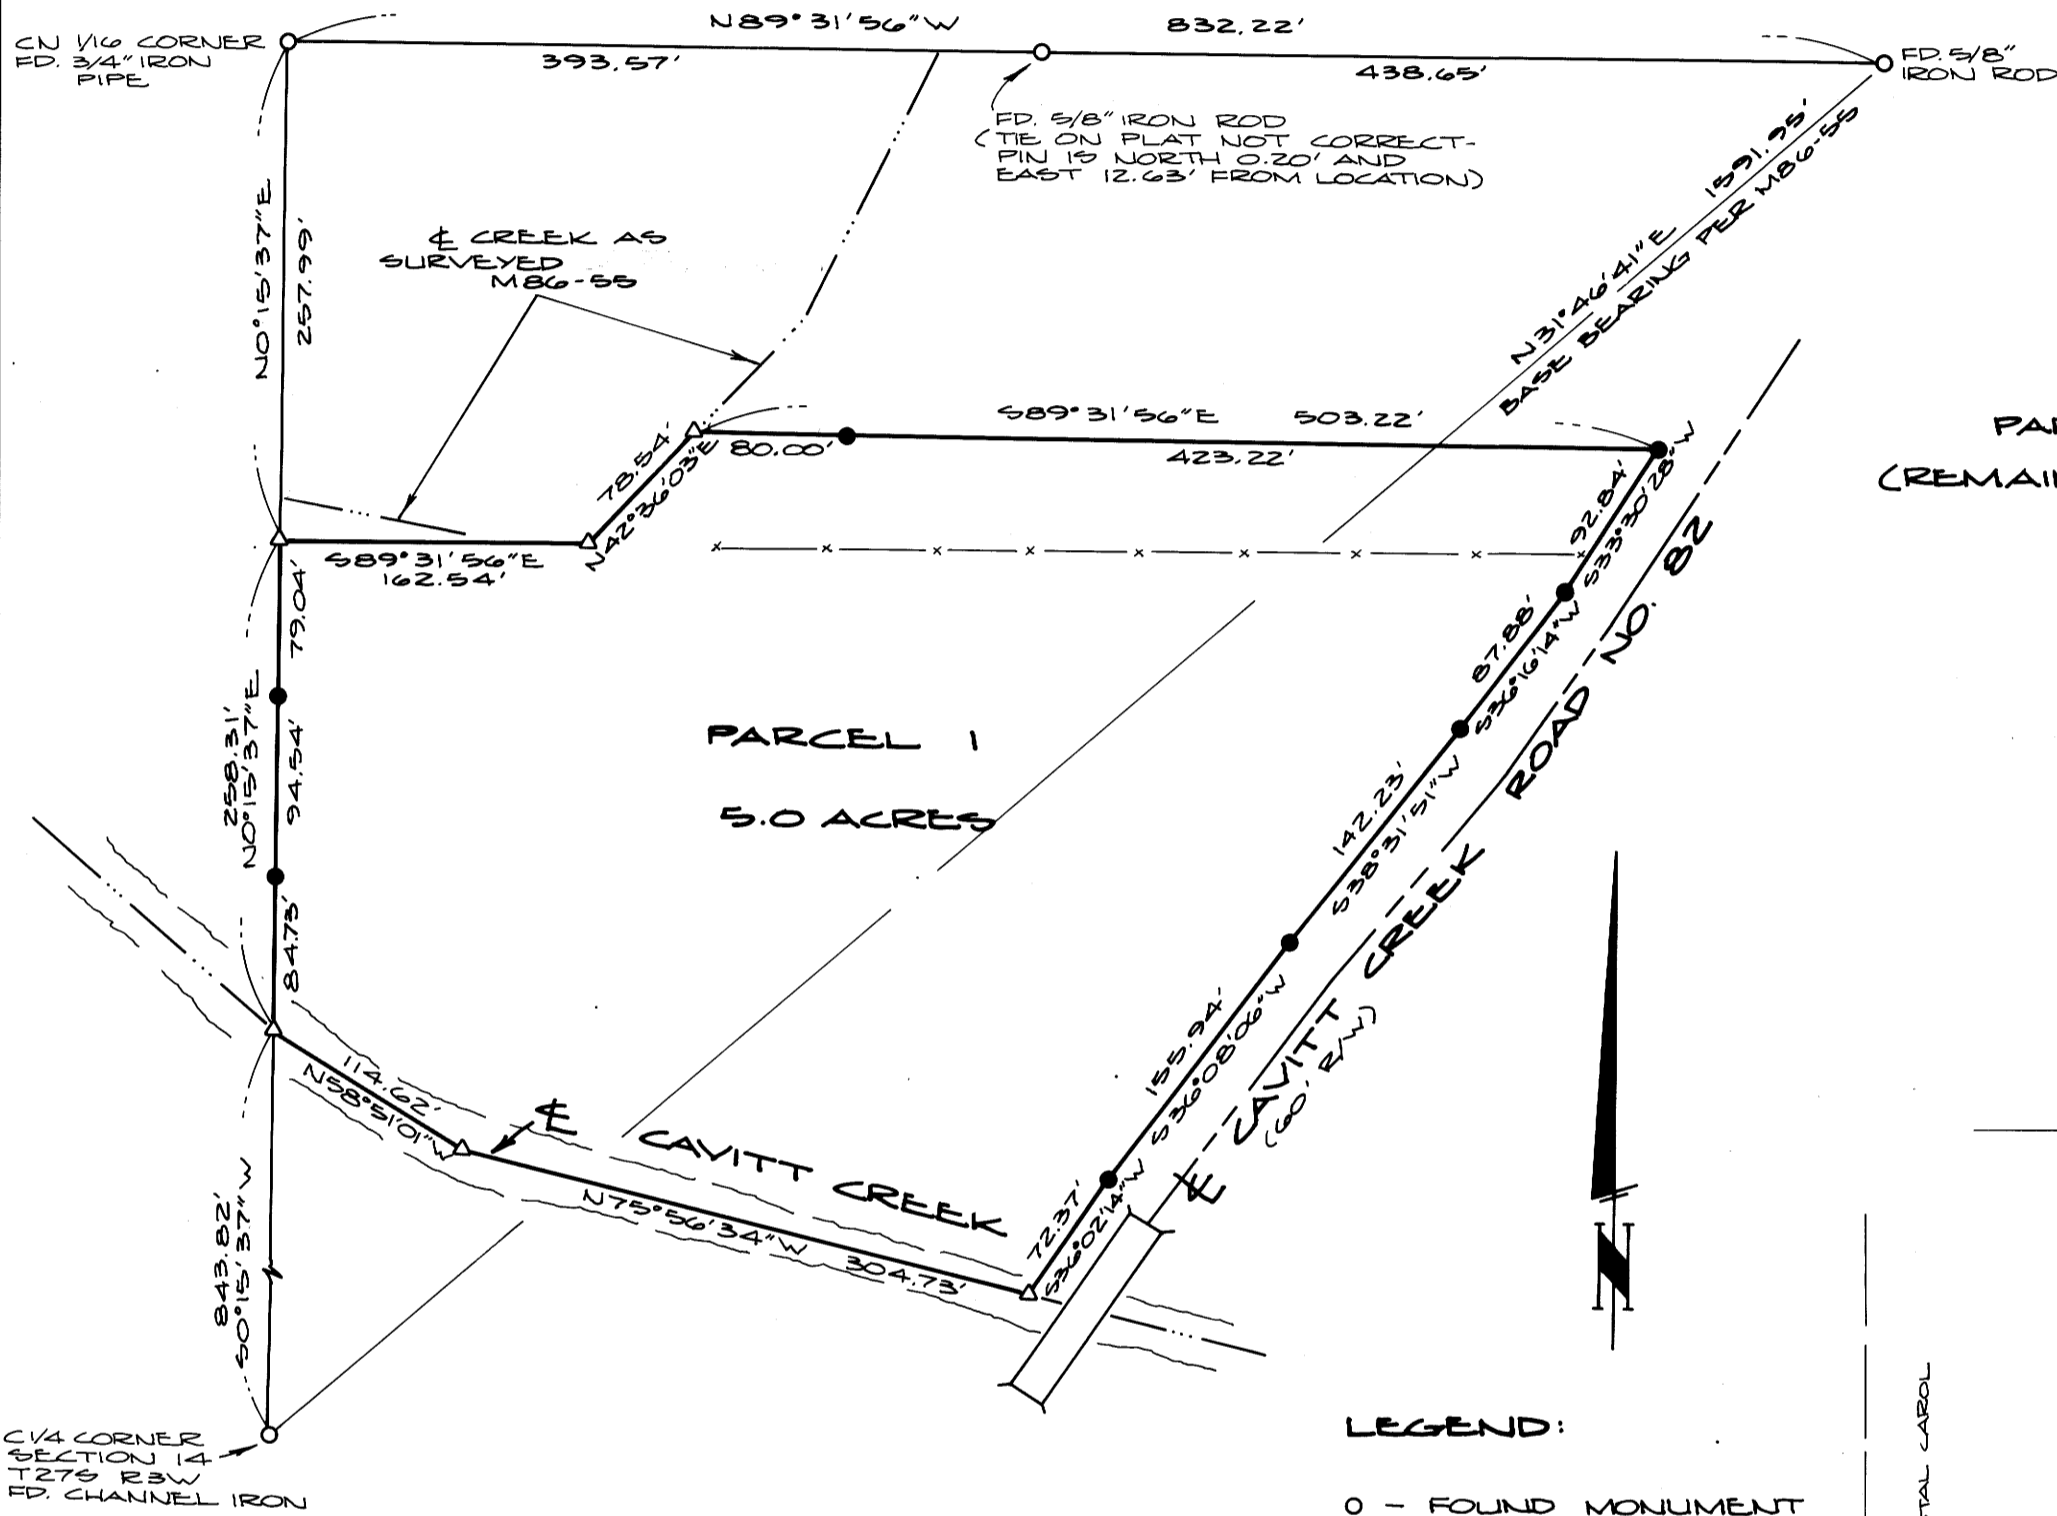 N89°31'56"W 832.22'
CN 1/16 CORNER
FD. 3/4" IRON
PIPE
393.57'
438.65'
FD. 5/8"
IRON ROD
FD. 5/8" IRON ROD
(TIE ON PLAT NOT CORRECT-
PIN IS NORTH 0.20' AND
EAST 12.63' FROM LOCATION)
N31°46'41"E 1591.95'
BASE BEARING PER M86-55
N0°15'37"E
257.99'
℄ CREEK AS
SURVEYED
M86-55
S89°31'56"E 503.22'
80.00'
423.22'
78.54'
N42°36'03"E
S89°31'56"E
162.54'
92.84'
S33°30'28"W
87.88'
S36°16'14"W
142.23'
S38°31'51"W
155.94'
S36°08'06"W
72.37'
S36°02'14"W
℄ CAVITT CREEK ROAD NO. 82
(60' R/W)
79.04'
94.54'
84.73'
258.31'
N0°15'37"E
PARCEL 1
5.0 ACRES
114.62'
N58°51'01"W
℄ CAVITT CREEK
N75°56'34"W 304.73'
843.82'
S0°15'37"W
C1/4 CORNER
SECTION 14
T27S R3W
FD. CHANNEL IRON
N
LEGEND:
O - FOUND MONUMENT
CAROL